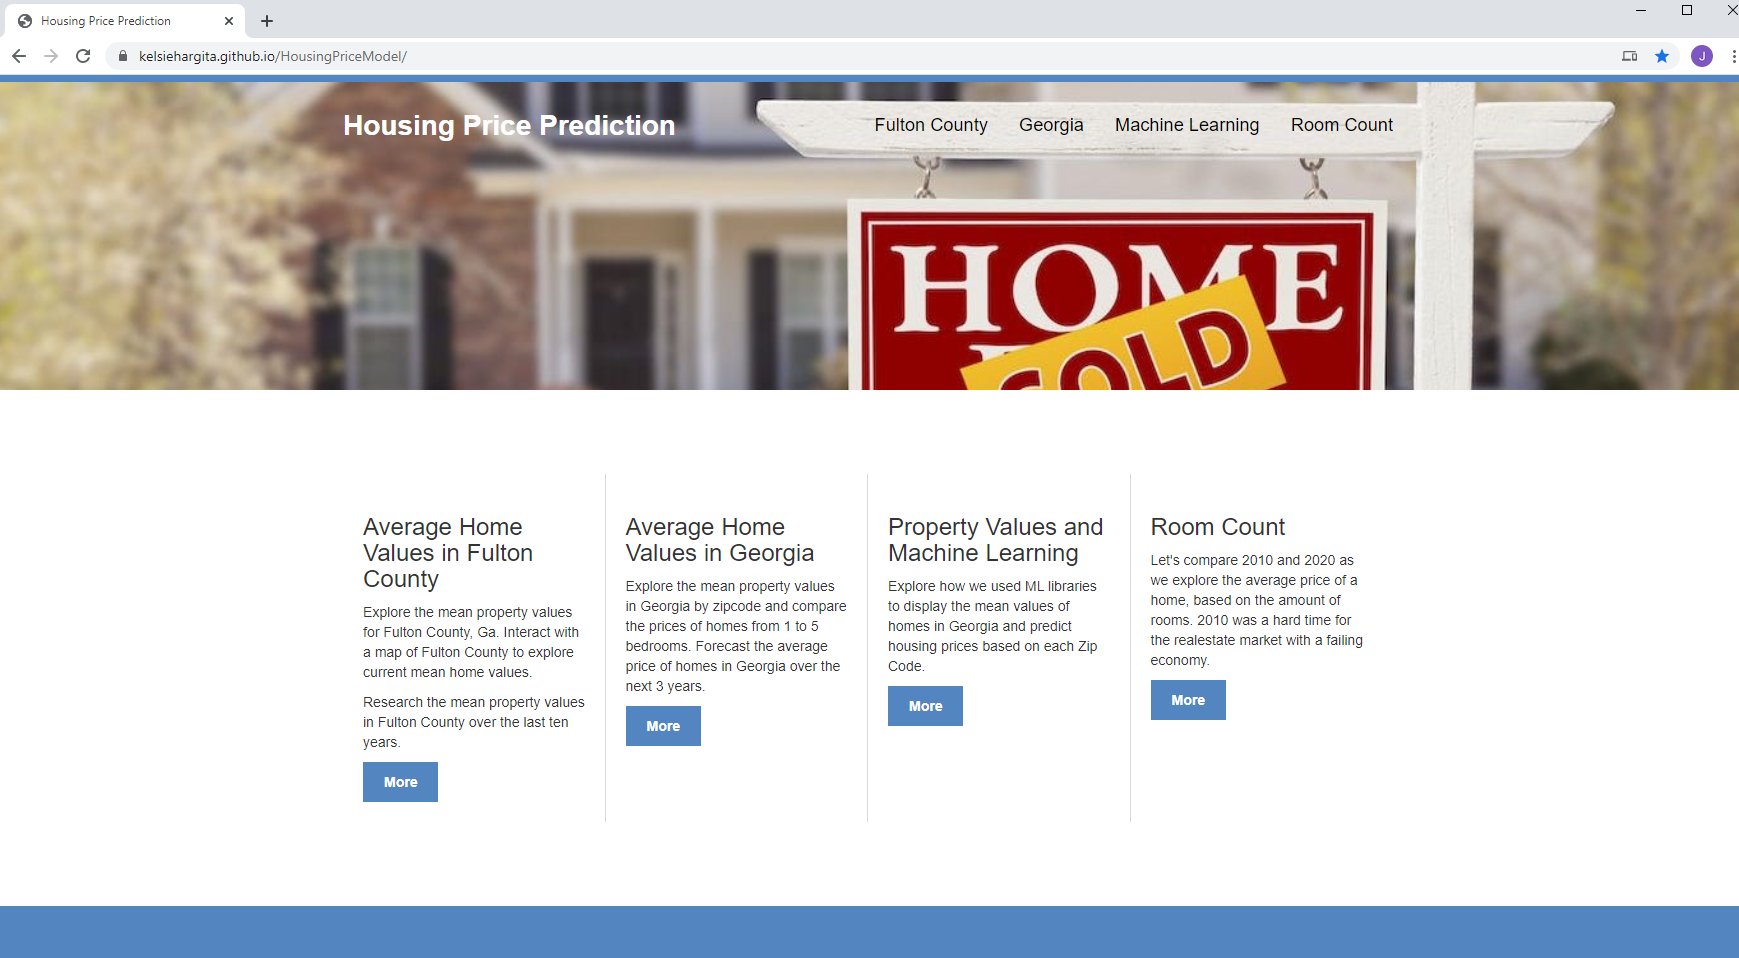 Housing Price Prediction
kelsiehargita.github.io/HousingPriceModel/
J
Housing Price Prediction
Fulton County Georgia Machine Learning Room Count
HOME
SOLD
Average Home
Values in Fulton
County
Explore the mean property values
for Fulton County, Ga. Interact with
a map of Fulton County to explore
current mean home values.
Research the mean property values
in Fulton County over the last ten
years.
More
Average Home
Values in Georgia
Explore the mean property values
in Georgia by zipcode and compare
the prices of homes from 1 to 5
bedrooms. Forecast the average
price of homes in Georgia over the
next 3 years.
More
Property Values and
Machine Learning
Explore how we used ML libraries
to display the mean values of
homes in Georgia and predict
housing prices based on each Zip
Code.
More
Room Count
Let's compare 2010 and 2020 as
we explore the average price of a
home, based on the amount of
rooms. 2010 was a hard time for
the realestate market with a failing
economy.
More